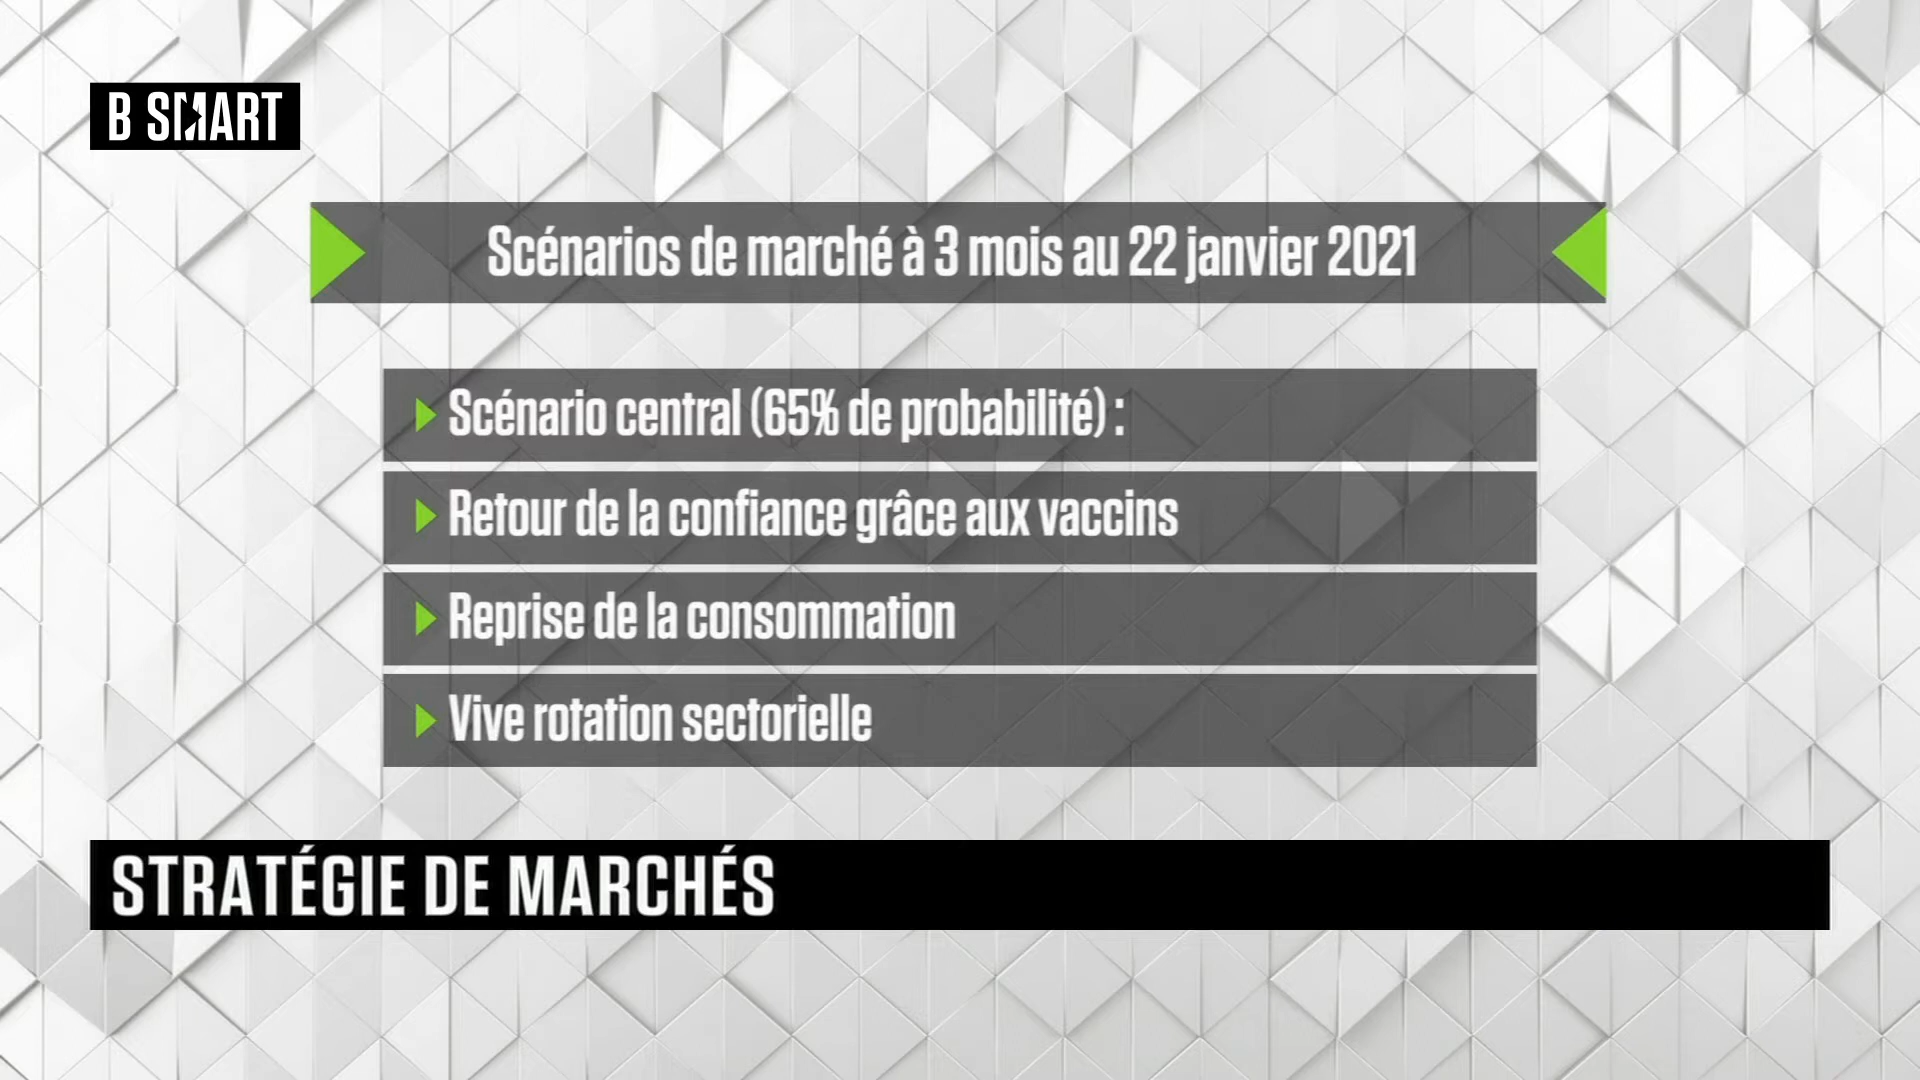 B SMART
Scénarios de marché à 3 mois au 22 janvier 2021
Scénario central (65% de probabilité) :
Retour de la confiance grâce aux vaccins
Reprise de la consommation
Vive rotation sectorielle
STRATÉGIE DE MARCHÉS